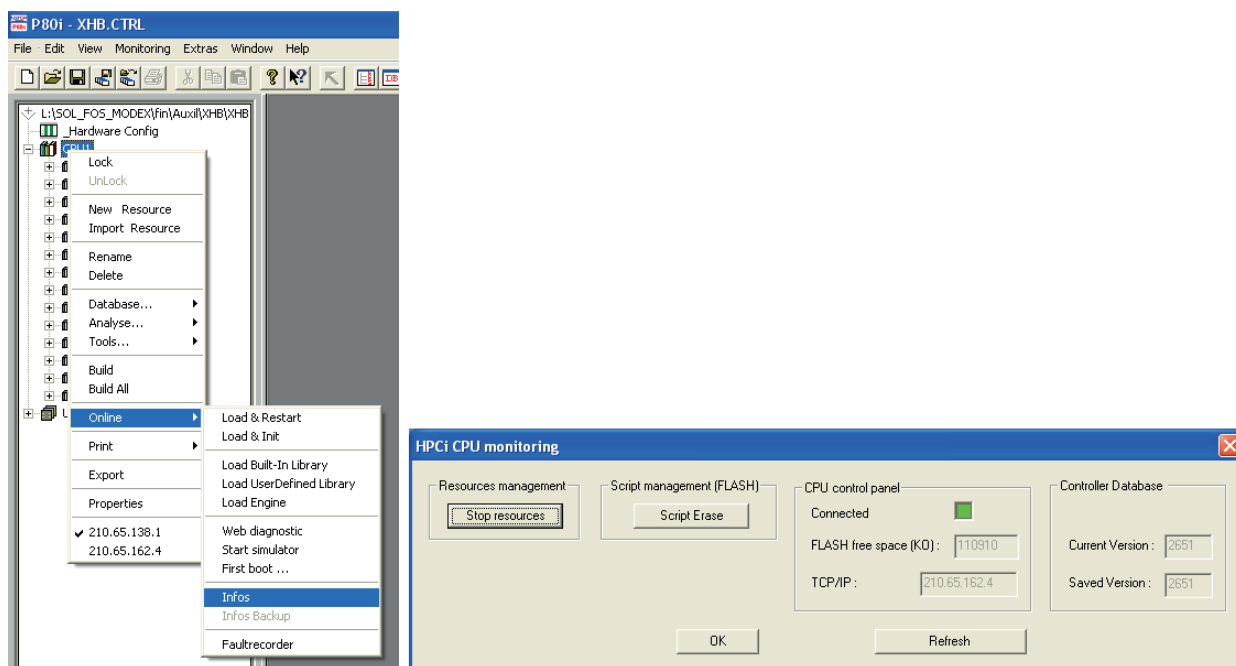 P80i - XHB.CTRL
File Edit View Monitoring Extras Window Help
L:\SOL_FOS_MODEX\fin\Auxil\XHB\XHB
_Hardware Config
CPU1
Lock
UnLock
New Resource
Import Resource
Rename
Delete
Database...
Analyse...
Tools...
Build
Build All
Online
Print
Export
Properties
210.65.138.1
210.65.162.4
Load & Restart
Load & Init
Load Built-In Library
Load UserDefined Library
Load Engine
Web diagnostic
Start simulator
First boot ...
Infos
Infos Backup
Faultrecorder
HPCi CPU monitoring
Resources management
Stop resources
Script management (FLASH)
Script Erase
CPU control panel
Connected
FLASH free space (KO) : 110910
TCP/IP : 210.65.162.4
Controller Database
Current Version : 2651
Saved Version : 2651
OK
Refresh